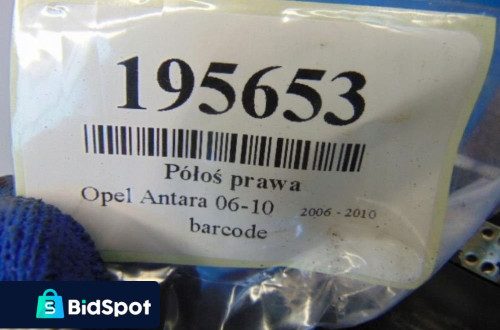 195653
Półoś prawa
Opel Antara 06-10 2006 - 2010
barcode
BidSpot